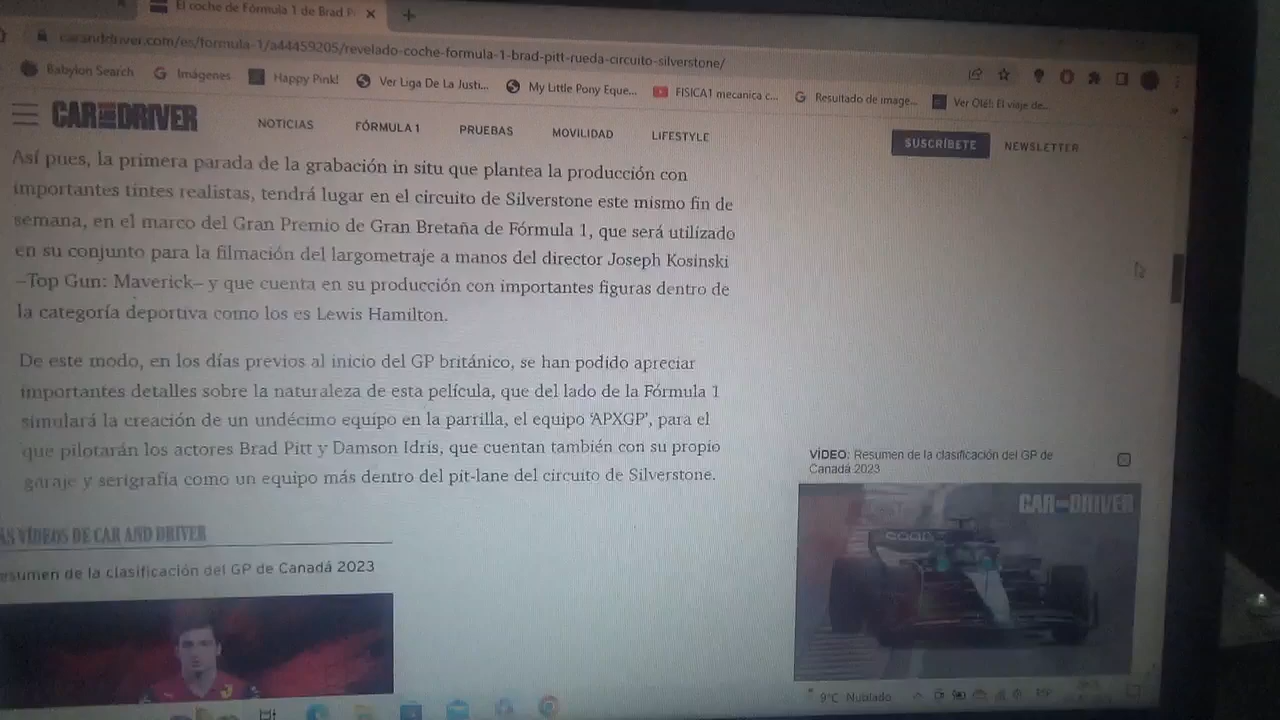 El coche de Fórmula 1 de Brad P
caranddriver.com/es/formula-1/a44459205/revelado-coche-formula-1-brad-pitt-rueda-circuito-silverstone/
Babylon Search
Imágenes
Happy Pink!
Ver Liga De La Justi...
My Little Pony Eque...
FISICA1 mecanica c...
Resultado de image...
Ver Olé!: El viaje de...
CAR AND DRIVER
NOTICIAS
FÓRMULA 1
PRUEBAS
MOVILIDAD
LIFESTYLE
SUSCRÍBETE
NEWSLETTER
Así pues, la primera parada de la grabación in situ que plantea la producción con
importantes tintes realistas, tendrá lugar en el circuito de Silverstone este mismo fin de
semana, en el marco del Gran Premio de Gran Bretaña de Fórmula 1, que será utilizado
en su conjunto para la filmación del largometraje a manos del director Joseph Kosinski
–Top Gun: Maverick– y que cuenta en su producción con importantes figuras dentro de
la categoría deportiva como los es Lewis Hamilton.
De este modo, en los días previos al inicio del GP británico, se han podido apreciar
importantes detalles sobre la naturaleza de esta película, que del lado de la Fórmula 1
simulará la creación de un undécimo equipo en la parrilla, el equipo ‘APXGP’, para el
que pilotarán los actores Brad Pitt y Damson Idris, que cuentan también con su propio
garaje y serigrafía como un equipo más dentro del pit-lane del circuito de Silverstone.
ÁS VÍDEOS DE CAR AND DRIVER
esumen de la clasificación del GP de Canadá 2023
VÍDEO: Resumen de la clasificación del GP de
Canadá 2023
CAR AND DRIVER
9°C Nublado
ESP